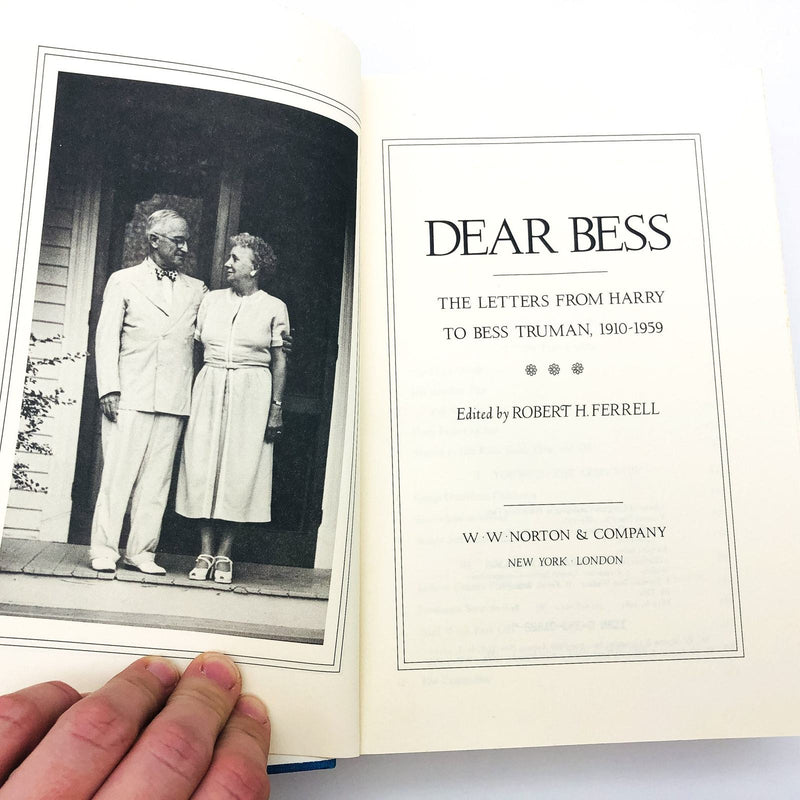 DEAR BESS
THE LETTERS FROM HARRY
TO BESS TRUMAN, 1910-1959
Edited by ROBERT H. FERRELL
W · W · NORTON & COMPANY
NEW YORK · LONDON